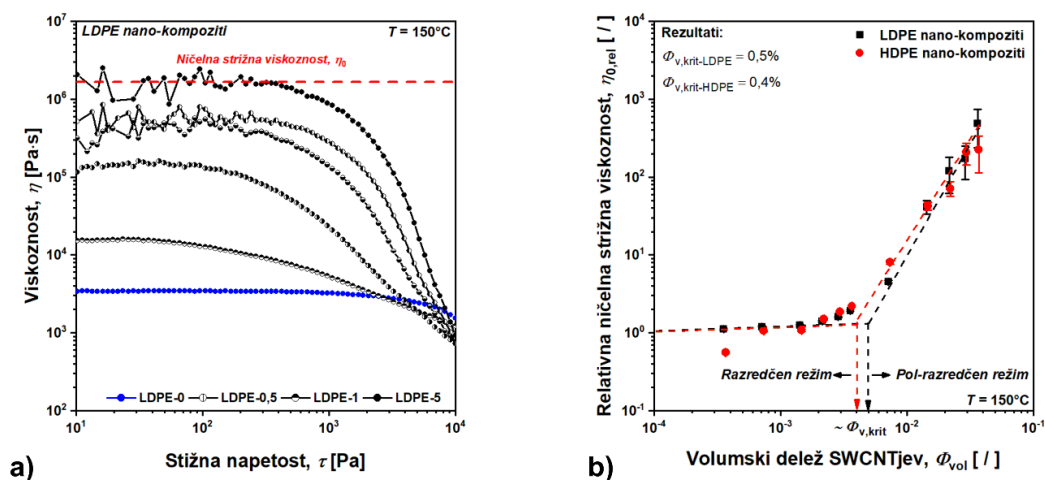 LDPE nano-kompoziti
T = 150°C
Ničelna strižna viskoznost, η0
Viskoznost, η [Pa·s]
10^7
10^6
10^5
10^4
10^3
10^2
LDPE-0 LDPE-0,5 LDPE-1 LDPE-5
10^1 10^2 10^3 10^4
Stižna napetost, τ [Pa]
a)
Rezultati:
Φv,krit-LDPE = 0,5%
Φv,krit-HDPE = 0,4%
LDPE nano-kompoziti
HDPE nano-kompoziti
Relativna ničelna strižna viskoznost, η0,rel [ / ]
10^4
10^3
10^2
10^1
10^0
10^-1
Razredčen režim
Pol-razredčen režim
T = 150°C
10^-4 10^-3 10^-2 10^-1
~ Φv,krit
Volumski delež SWCNTjev, Φvol [ / ]
b)